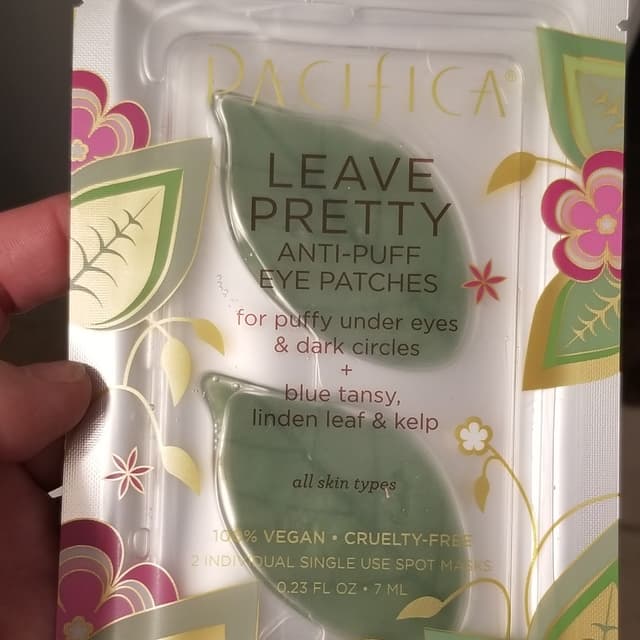 PACIFICA®
LEAVE
PRETTY
ANTI-PUFF
EYE PATCHES
for puffy under eyes
& dark circles
+
blue tansy,
linden leaf & kelp
all skin types
100% VEGAN • CRUELTY-FREE
2 INDIVIDUAL SINGLE USE SPOT MASKS
0.23 FL OZ • 7 ML